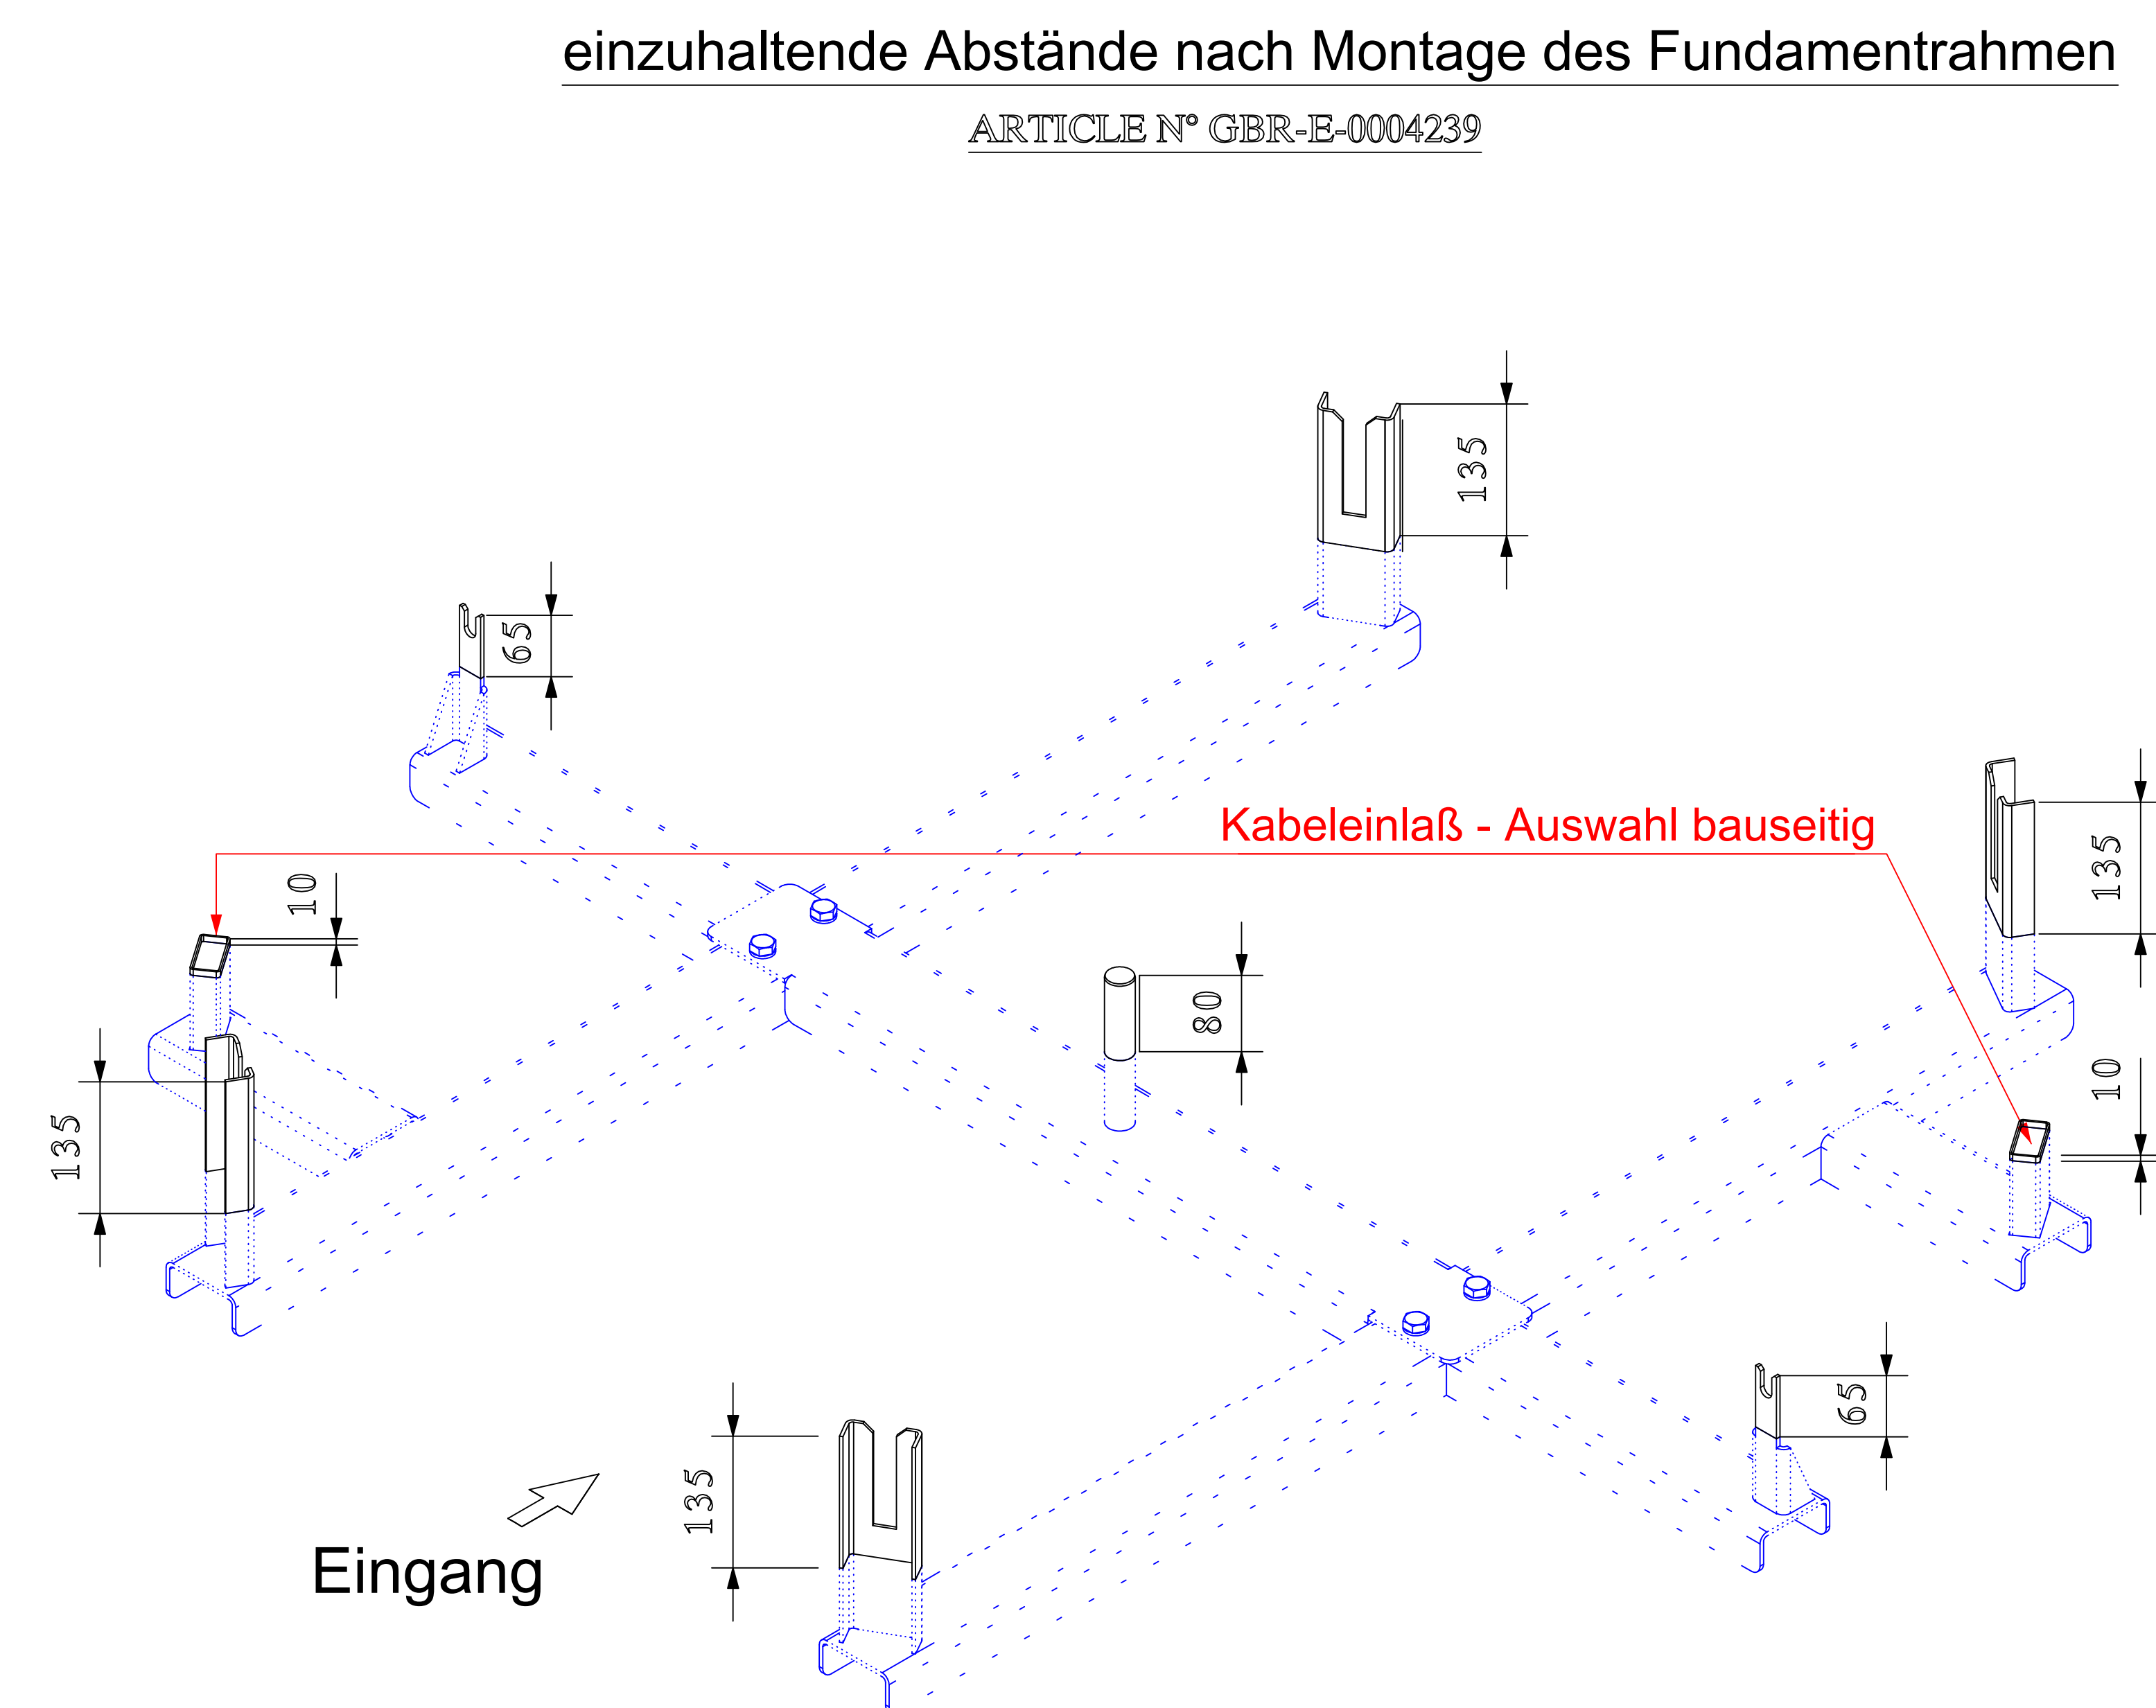 einzuhaltende Abstände nach Montage des Fundamentrahmen
ARTICLE N° GBR-E-0004239
135
65
Kabeleinlaß - Auswahl bauseitig
135
10
80
10
135
65
135
Eingang